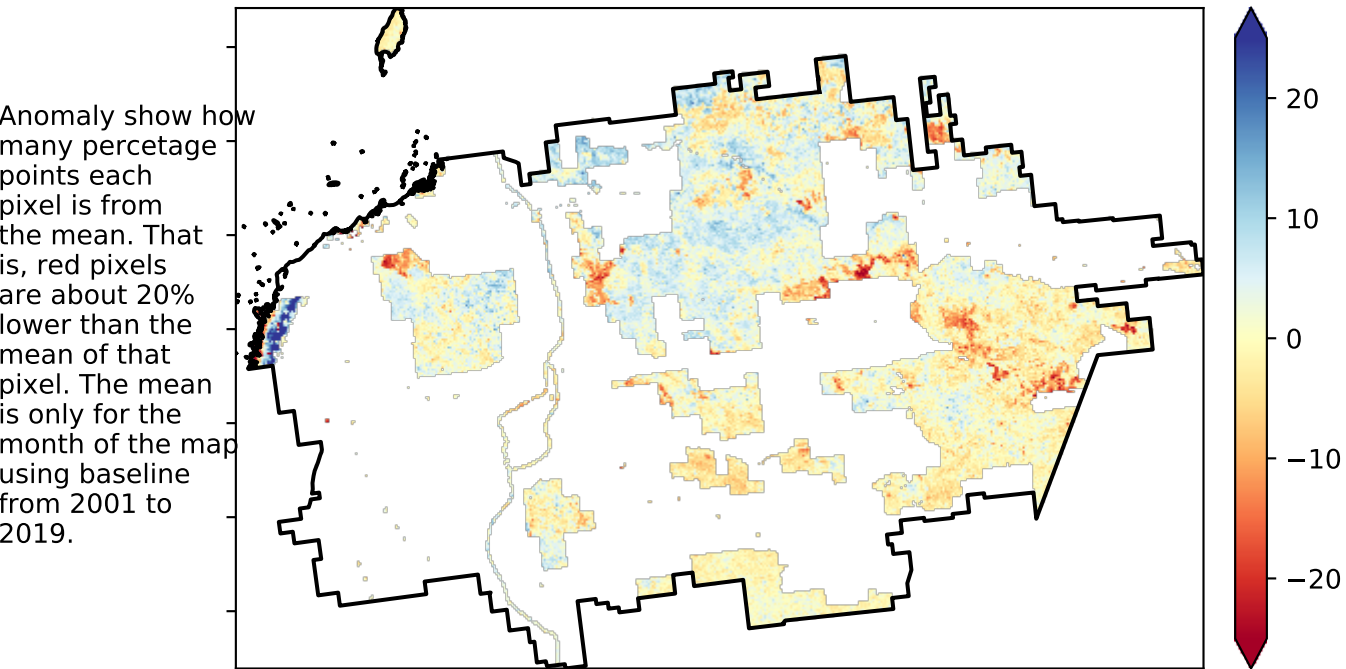 Anomaly show how
many percetage
points each
pixel is from
the mean. That
is, red pixels
are about 20%
lower than the
mean of that
pixel. The mean
is only for the
month of the map
using baseline
from 2001 to
2019.
20
10
0
−10
−20